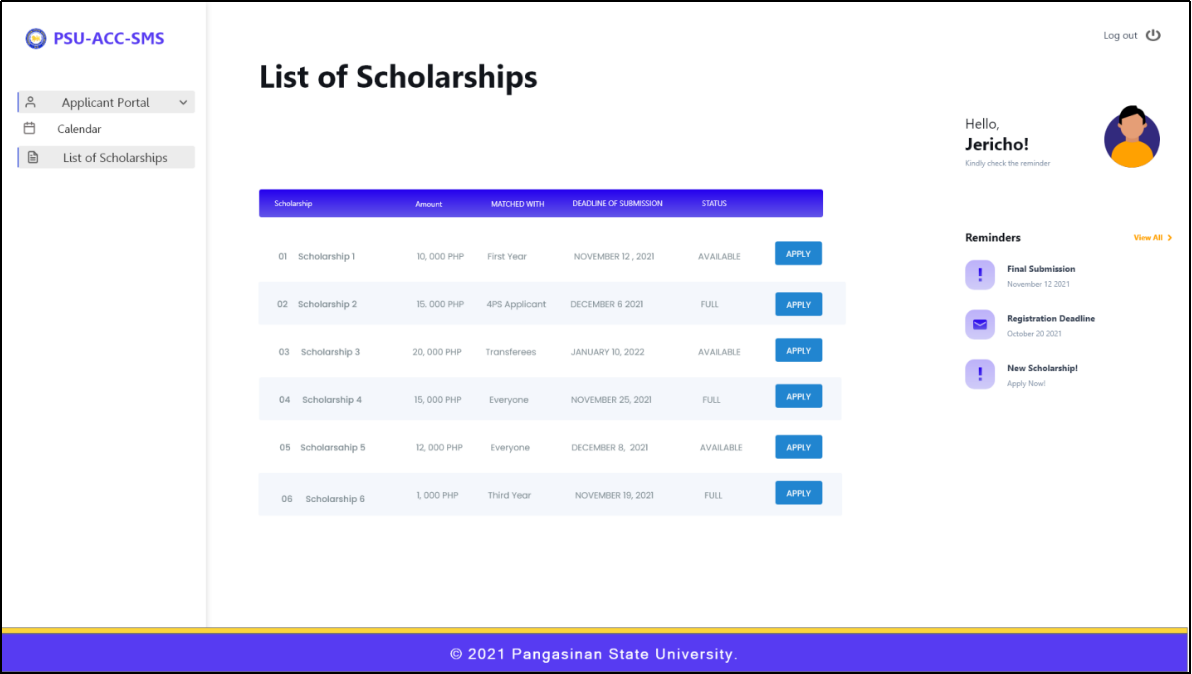 PSU-ACC-SMS
Log out
Applicant Portal
Calendar
List of Scholarships
List of Scholarships
Hello,
Jericho!
Kindly check the reminder
Scholarship Amount MATCHED WITH DEADLINE OF SUBMISSION STATUS
01 Scholarship 1 10, 000 PHP First Year NOVEMBER 12 , 2021 AVAILABLE APPLY
02 Scholarship 2 15. 000 PHP 4PS Applicant DECEMBER 6 2021 FULL APPLY
03 Scholarship 3 20, 000 PHP Transferees JANUARY 10, 2022 AVAILABLE APPLY
04 Scholarship 4 15, 000 PHP Everyone NOVEMBER 25, 2021 FULL APPLY
05 Scholarsahip 5 12, 000 PHP Everyone DECEMBER 8, 2021 AVAILABLE APPLY
06 Scholarship 6 1, 000 PHP Third Year NOVEMBER 19, 2021 FULL APPLY
Reminders View All
Final Submission
November 12 2021
Registration Deadline
October 20 2021
New Scholarship!
Apply Now!
© 2021 Pangasinan State University.